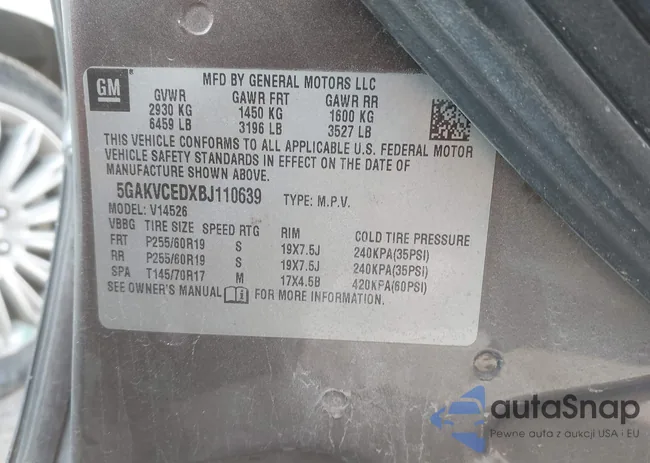 GM
MFD BY GENERAL MOTORS LLC
GVWR GAWR FRT GAWR RR
2930 KG 1450 KG 1600 KG
6459 LB 3196 LB 3527 LB
THIS VEHICLE CONFORMS TO ALL APPLICABLE U.S. FEDERAL MOTOR
VEHICLE SAFETY STANDARDS IN EFFECT ON THE DATE OF
MANUFACTURE SHOWN ABOVE.
5GAKVCEDXBJ110639 TYPE: M.P.V.
MODEL: V14526
VBBG TIRE SIZE SPEED RTG RIM COLD TIRE PRESSURE
FRT P255/60R19 S 19X7.5J 240KPA(35PSI)
RR P255/60R19 S 19X7.5J 240KPA(35PSI)
SPA T145/70R17 M 17X4.5B 420KPA(60PSI)
SEE OWNER'S MANUAL FOR MORE INFORMATION.
autaSnap
Pewne auta z aukcji USA i EU